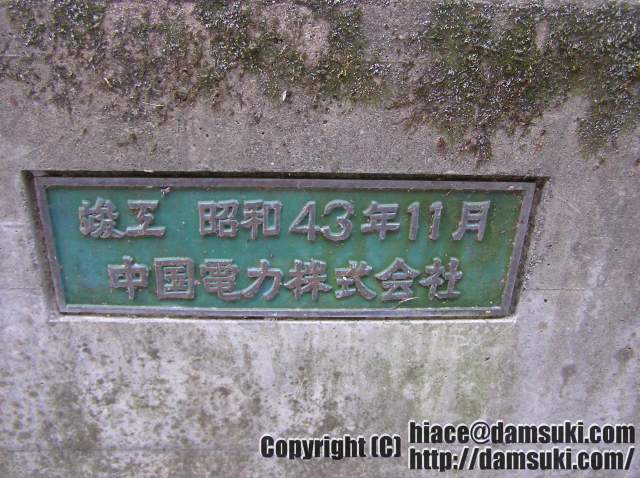 竣工 昭和43年11月
中国電力株式会社
Copyright (C) hiace@damsuki.com
http://damsuki.com/